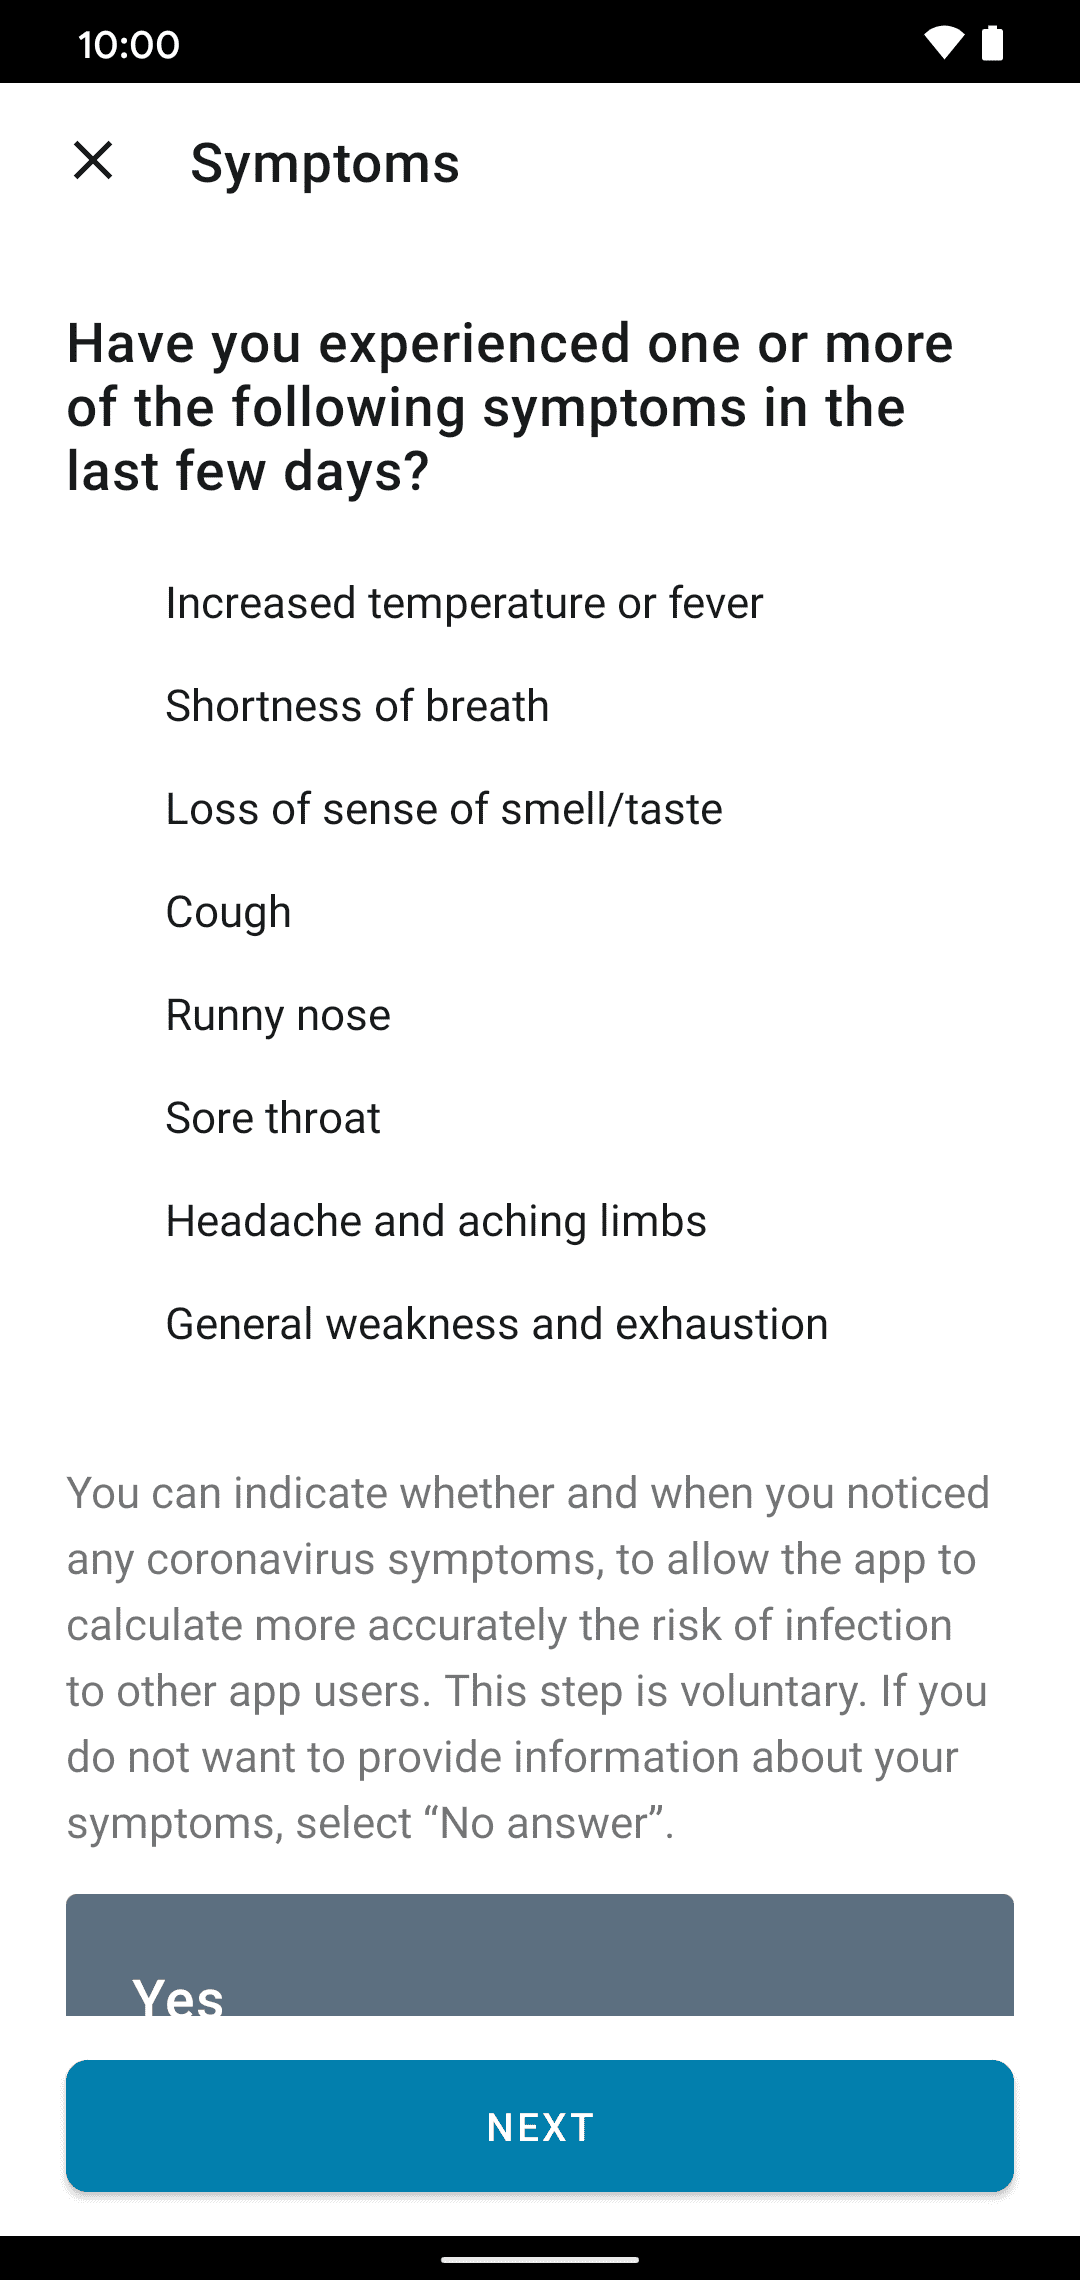 10:00
Symptoms
Have you experienced one or more
of the following symptoms in the
last few days?
Increased temperature or fever
Shortness of breath
Loss of sense of smell/taste
Cough
Runny nose
Sore throat
Headache and aching limbs
General weakness and exhaustion
You can indicate whether and when you noticed
any coronavirus symptoms, to allow the app to
calculate more accurately the risk of infection
to other app users. This step is voluntary. If you
do not want to provide information about your
symptoms, select “No answer”.
Yes
NEXT